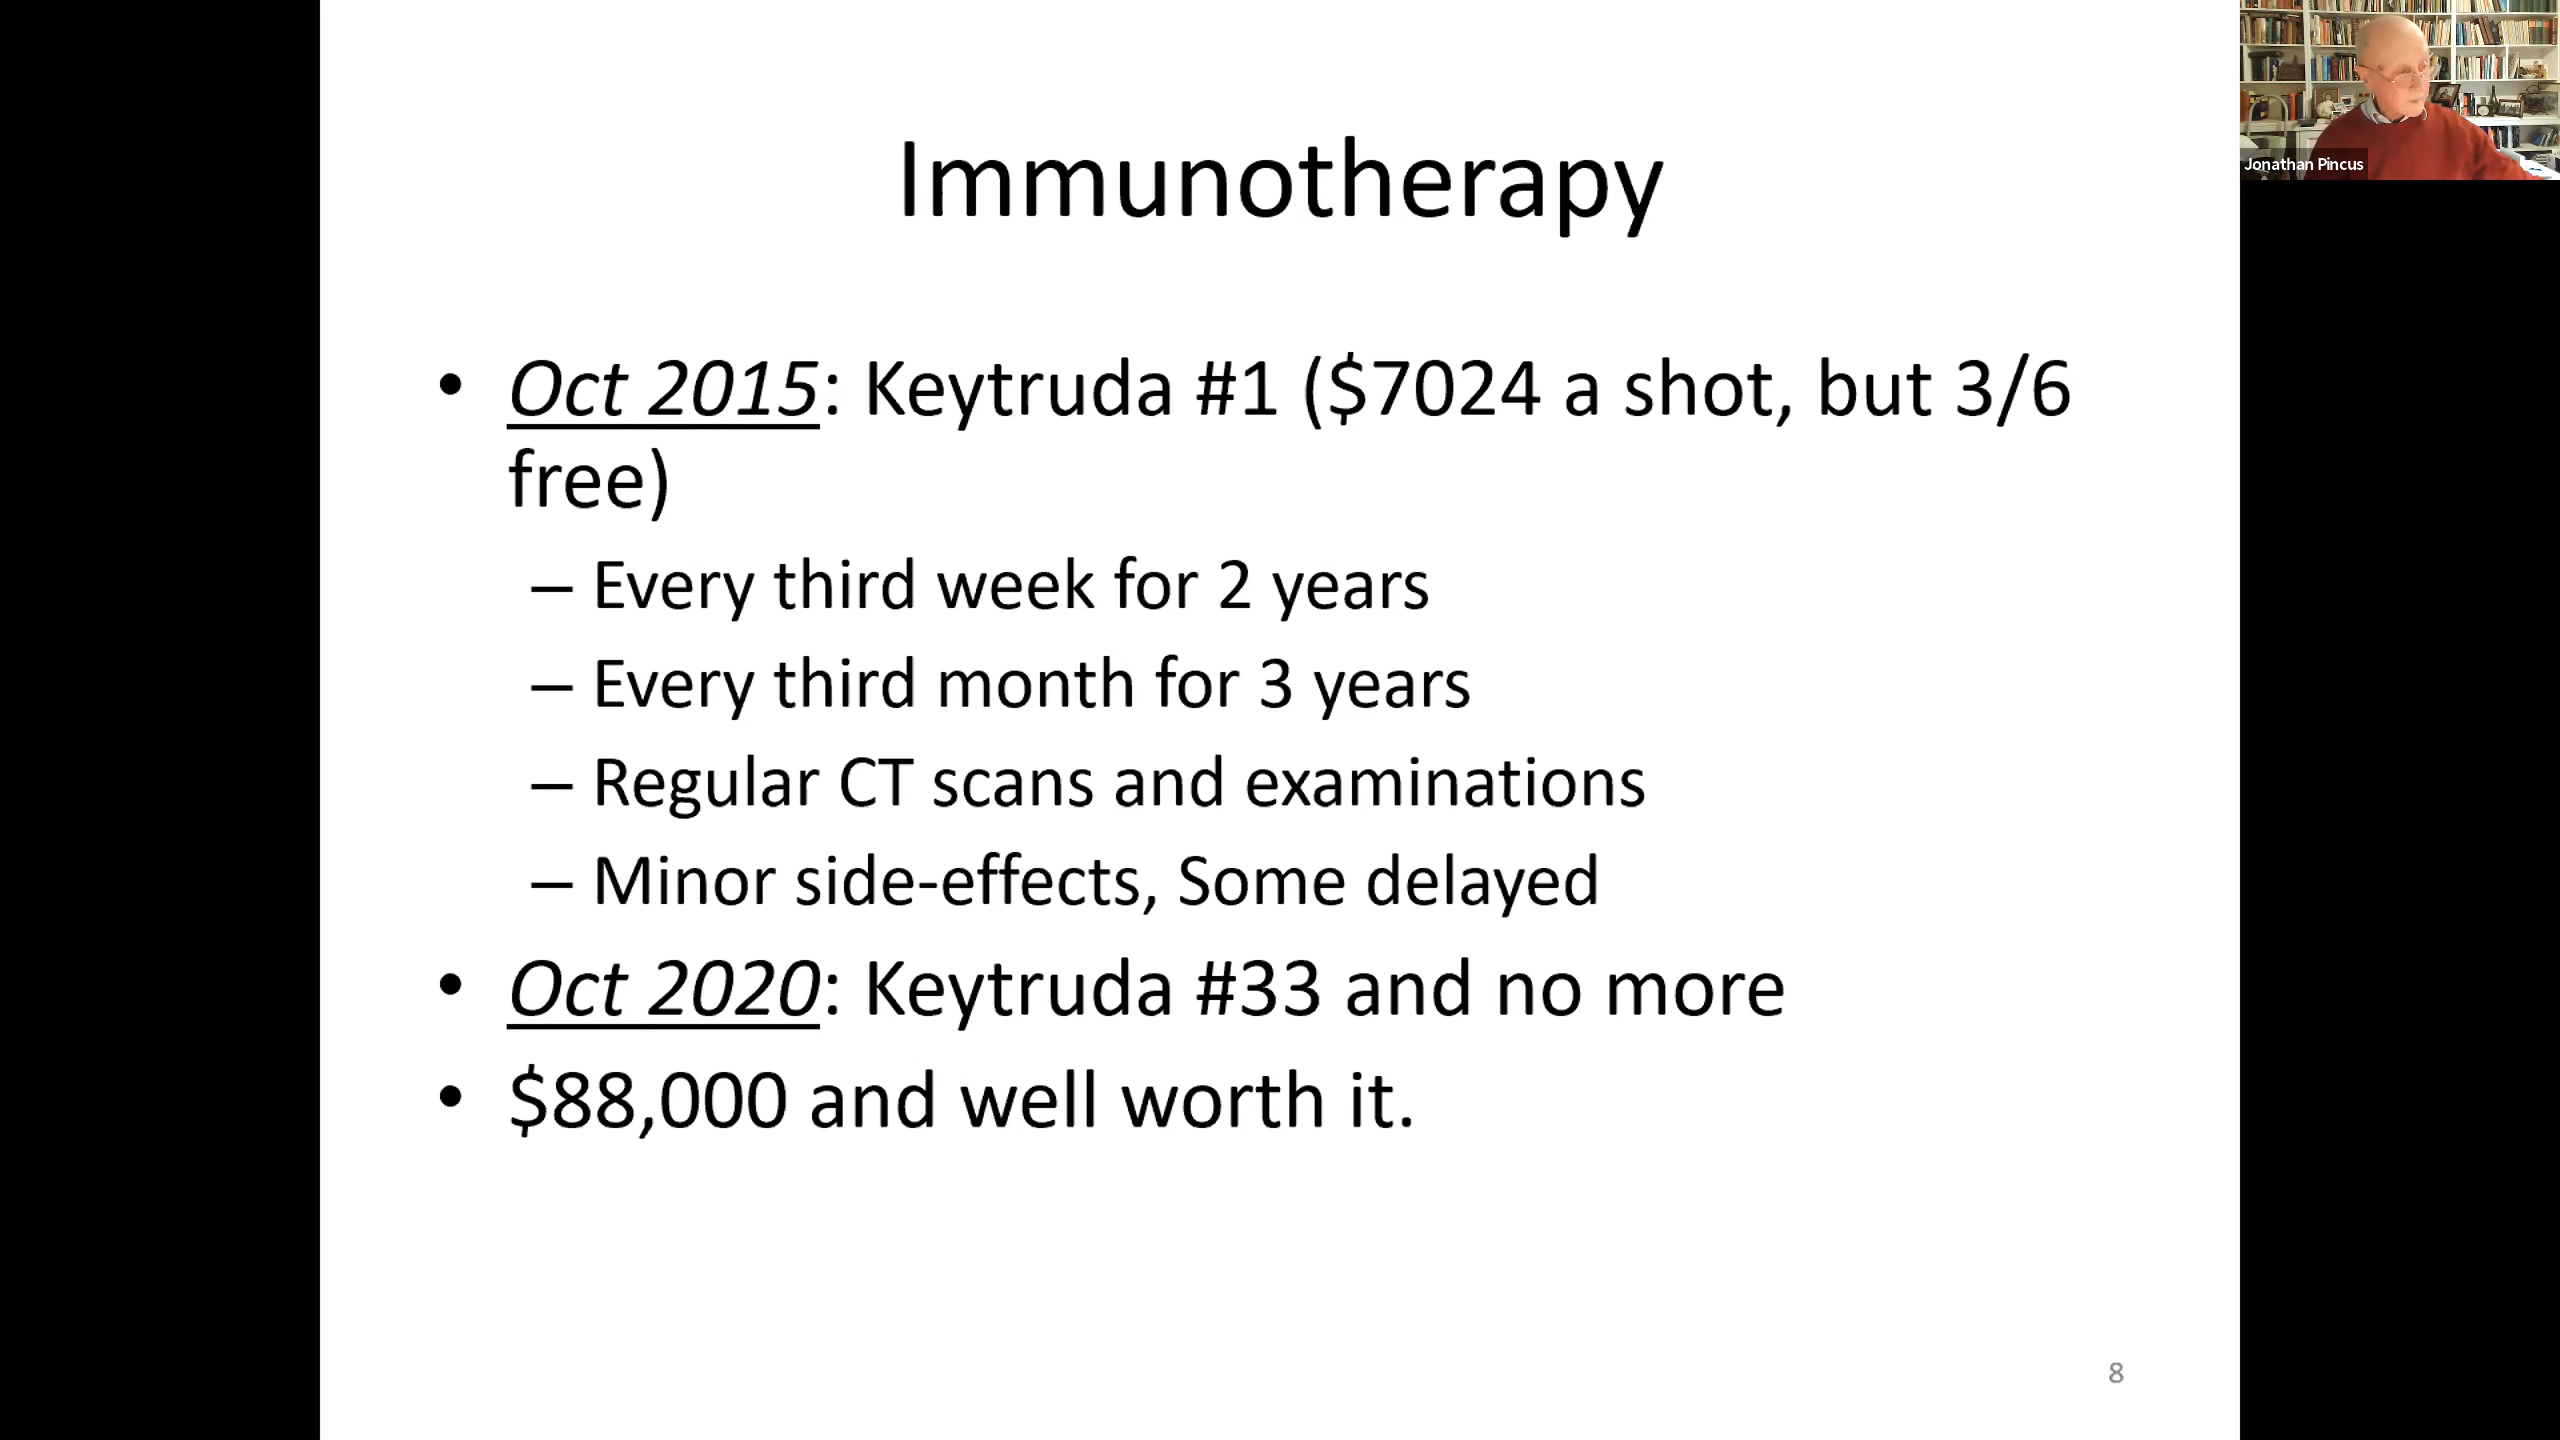 Immunotherapy
• Oct 2015: Keytruda #1 ($7024 a shot, but 3/6
free)
– Every third week for 2 years
– Every third month for 3 years
– Regular CT scans and examinations
– Minor side-effects, Some delayed
• Oct 2020: Keytruda #33 and no more
• $88,000 and well worth it.
8
Jonathan Pincus